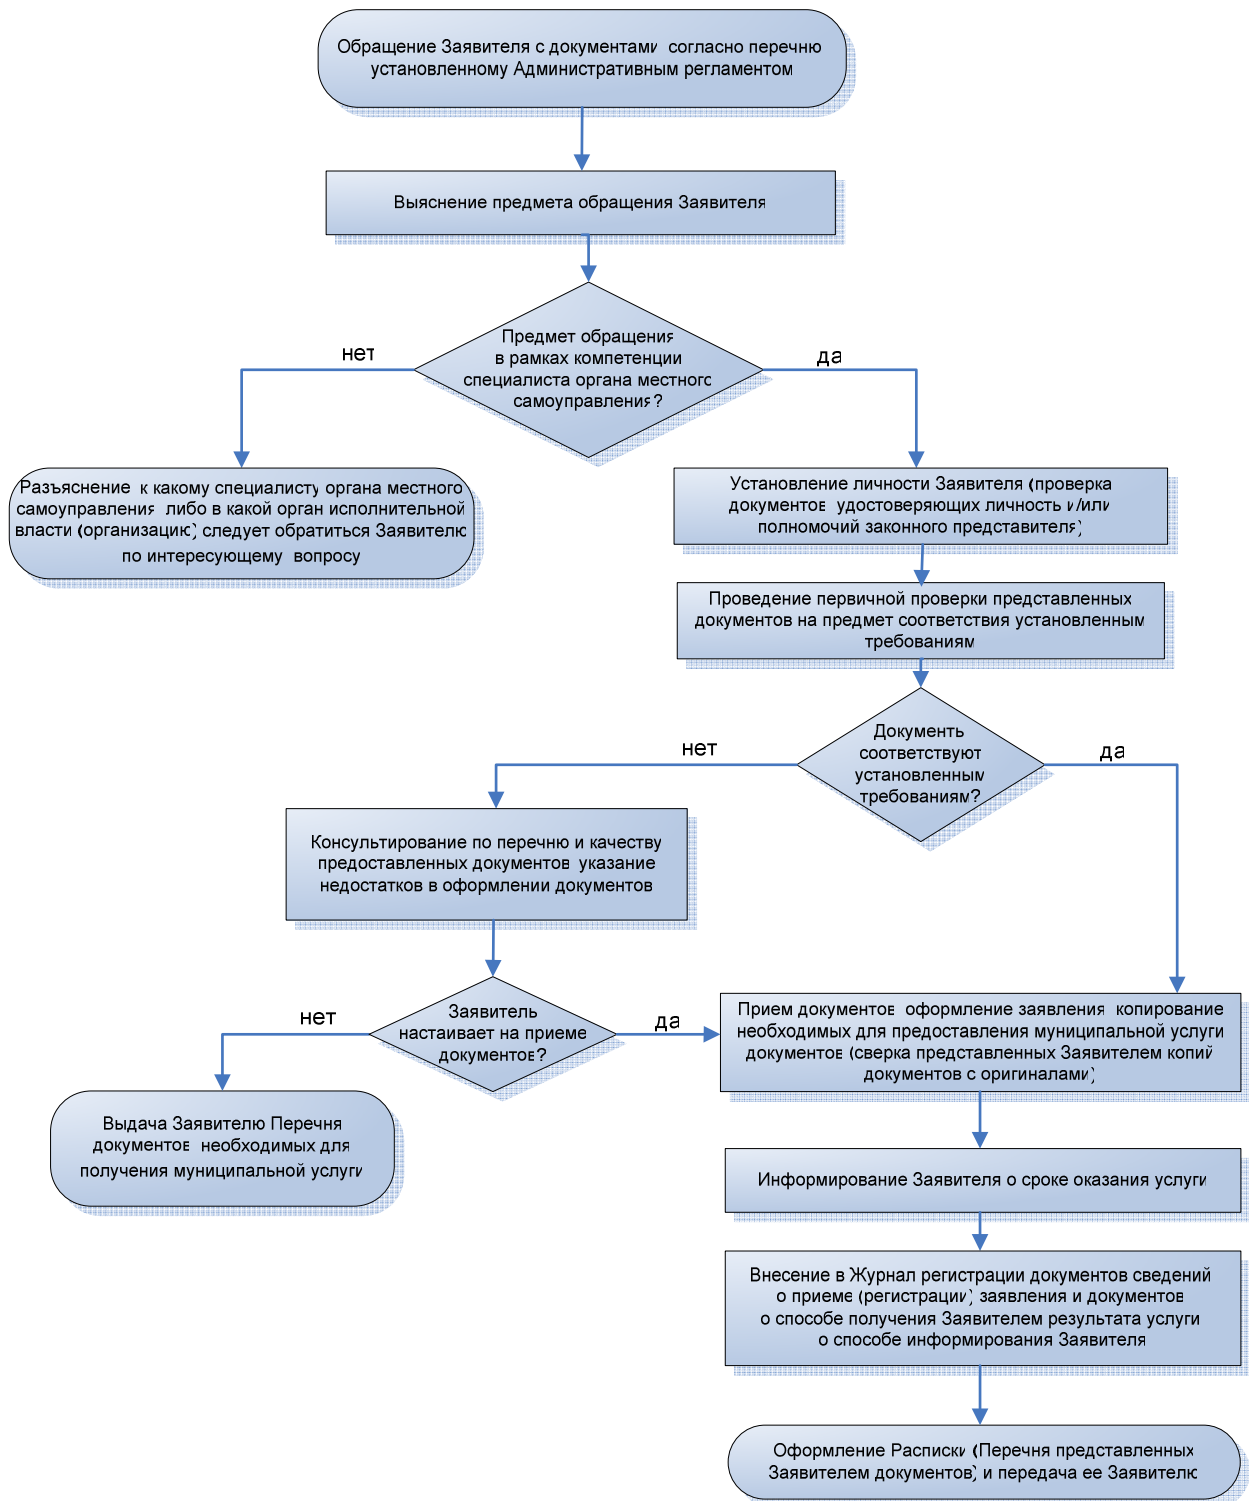 Обращение Заявителя с документами согласно перечню
установленному Административным регламентом
Выяснение предмета обращения Заявителя
Предмет обращения
в рамках компетенции
специалиста органа местного
самоуправления?
нет
да
Разъяснение к какому специалисту органа местного
самоуправления либо в какой орган исполнительной
власти (организацию) следует обратиться Заявителю
по интересующему вопросу
Установление личности Заявителя (проверка
документов удостоверяющих личность и/или
полномочий законного представителя)
Проведение первичной проверки представленных
документов на предмет соответствия установленным
требованиям
Документы
соответствуют
установленным
требованиям?
нет
да
Консультирование по перечню и качеству
предоставленных документов указание
недостатков в оформлении документов
Заявитель
настаивает на приеме
документов?
нет
да
Прием документов оформление заявления копирование
необходимых для предоставления муниципальной услуги
документов (сверка представленных Заявителем копий
документов с оригиналами)
Выдача Заявителю Перечня
документов необходимых для
получения муниципальной услуги
Информирование Заявителя о сроке оказания услуги
Внесение в Журнал регистрации документов сведений
о приеме (регистрации) заявления и документов
о способе получения Заявителем результата услуги
о способе информирования Заявителя
Оформление Расписки (Перечня представленных
Заявителем документов) и передача ее Заявителю